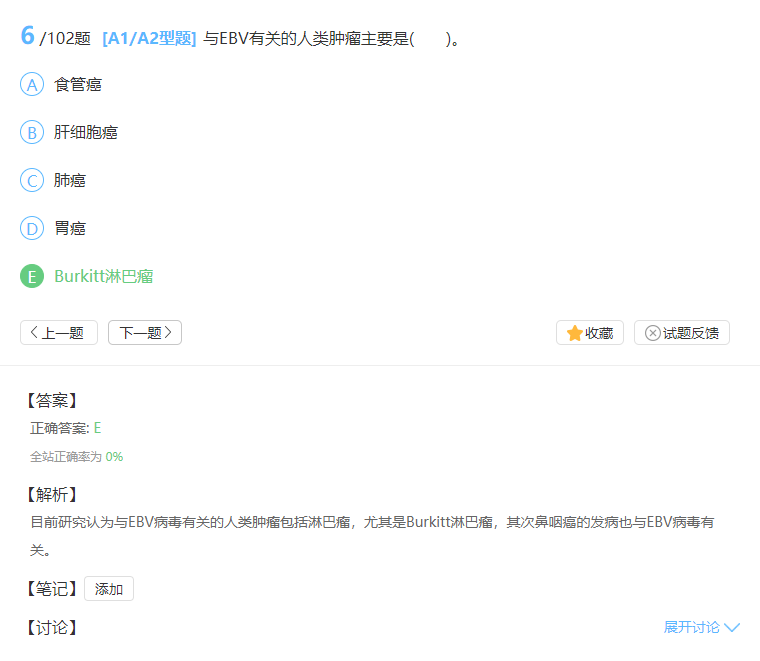 6 /102题 [A1/A2型题] 与EBV有关的人类肿瘤主要是(  )。
A 食管癌
B 肝细胞癌
C 肺癌
D 胃癌
E Burkitt淋巴瘤
上一题 下一题 收藏 试题反馈
【答案】
正确答案: E
全站正确率为 0%
【解析】
目前研究认为与EBV病毒有关的人类肿瘤包括淋巴瘤，尤其是Burkitt淋巴瘤，其次鼻咽癌的发病也与EBV病毒有
关。
【笔记】 添加
【讨论】 展开讨论